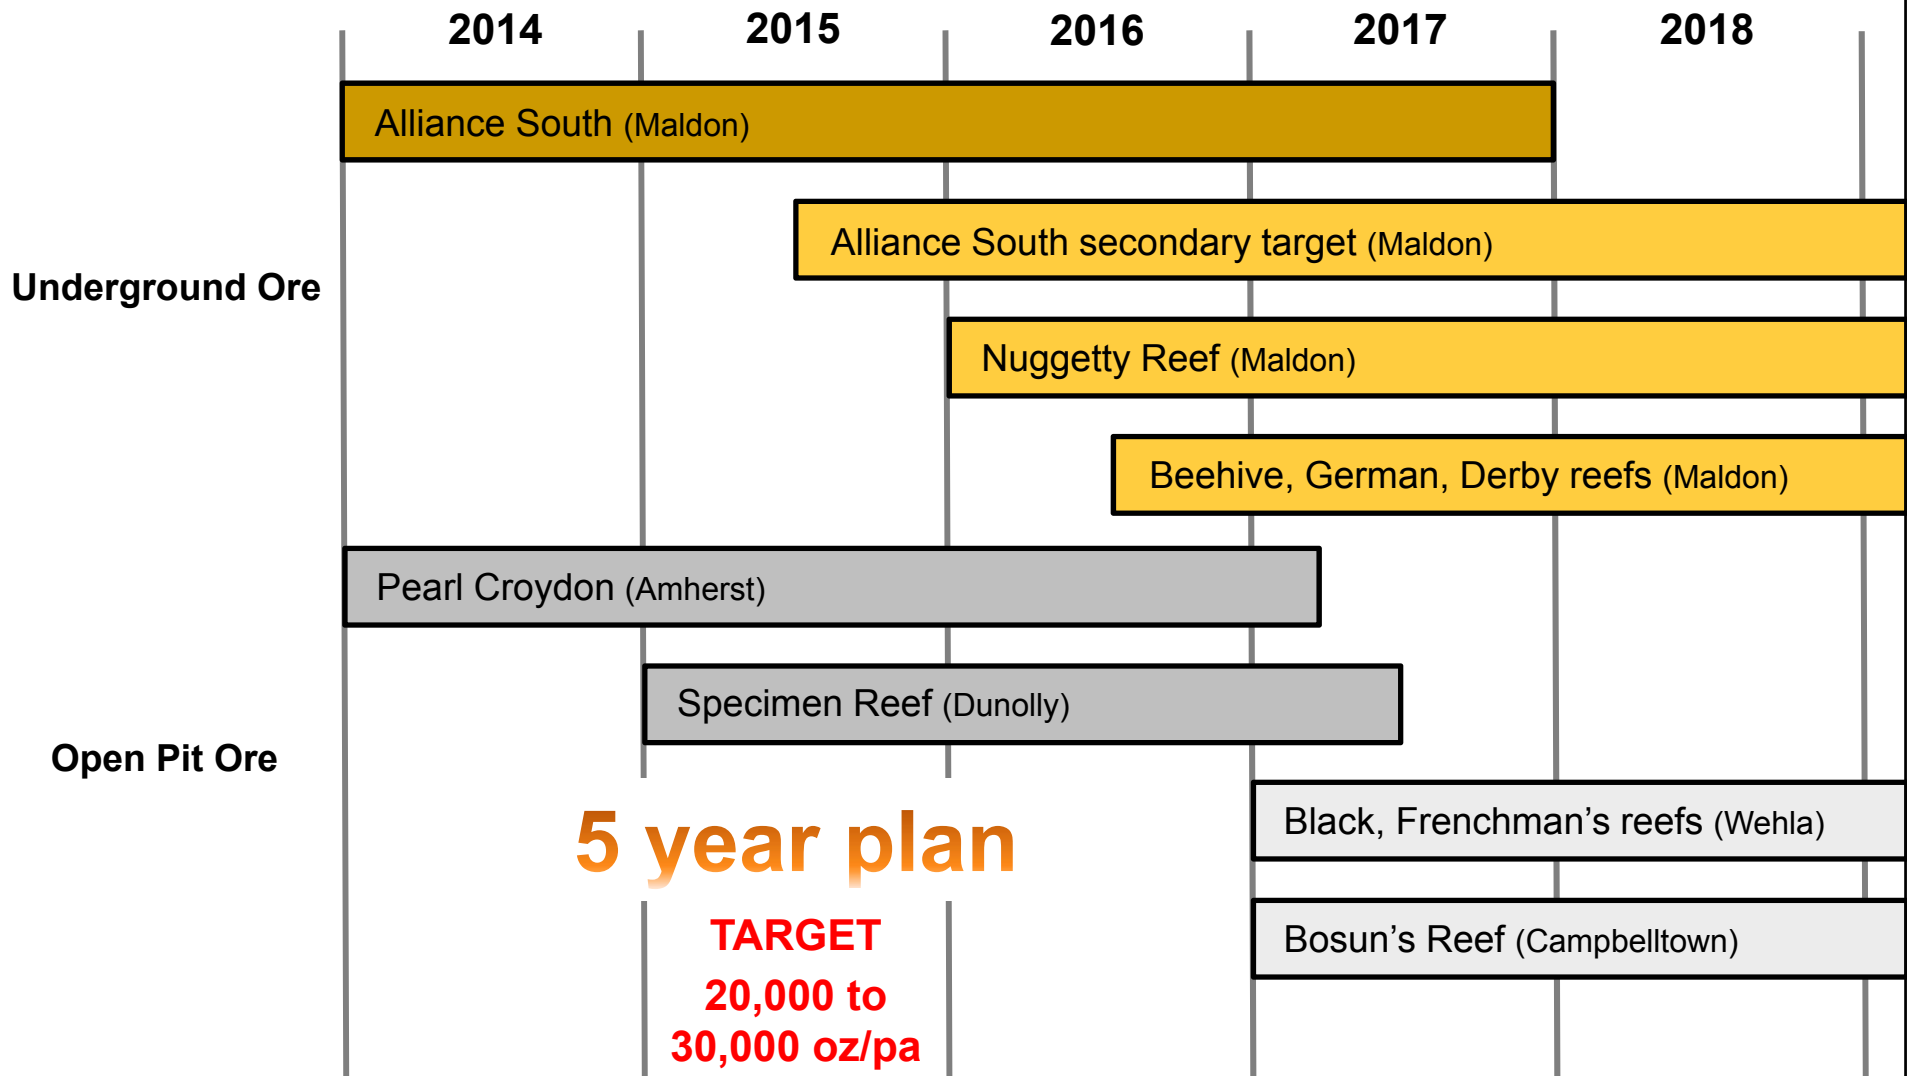 2014 2015 2016 2017 2018
Alliance South (Maldon)
Alliance South secondary target (Maldon)
Underground Ore
Nuggetty Reef (Maldon)
Beehive, German, Derby reefs (Maldon)
Pearl Croydon (Amherst)
Specimen Reef (Dunolly)
Open Pit Ore
Black, Frenchman’s reefs (Wehla)
5 year plan
Bosun’s Reef (Campbelltown)
TARGET
20,000 to
30,000 oz/pa